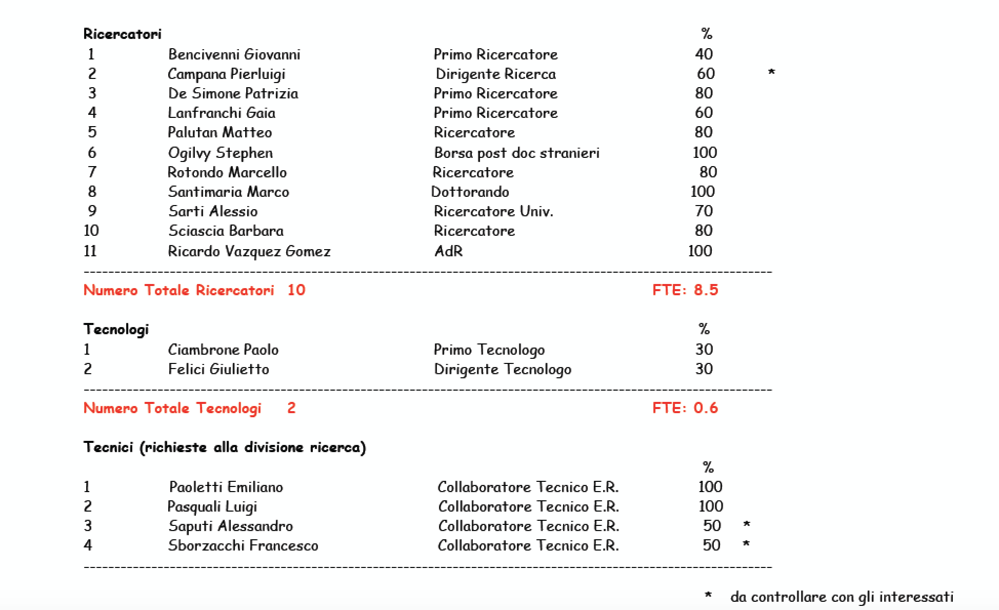 Ricercatori %
1 Bencivenni Giovanni Primo Ricercatore 40
2 Campana Pierluigi Dirigente Ricerca 60 *
3 De Simone Patrizia Primo Ricercatore 80
4 Lanfranchi Gaia Primo Ricercatore 60
5 Palutan Matteo Ricercatore 80
6 Ogilvy Stephen Borsa post doc stranieri 100
7 Rotondo Marcello Ricercatore 80
8 Santimaria Marco Dottorando 100
9 Sarti Alessio Ricercatore Univ. 70
10 Sciascia Barbara Ricercatore 80
11 Ricardo Vazquez Gomez AdR 100
Numero Totale Ricercatori 10 FTE: 8.5
Tecnologi %
1 Ciambrone Paolo Primo Tecnologo 30
2 Felici Giulietto Dirigente Tecnologo 30
Numero Totale Tecnologi 2 FTE: 0.6
Tecnici (richieste alla divisione ricerca)
%
1 Paoletti Emiliano Collaboratore Tecnico E.R. 100
2 Pasquali Luigi Collaboratore Tecnico E.R. 100
3 Saputi Alessandro Collaboratore Tecnico E.R. 50 *
4 Sborzacchi Francesco Collaboratore Tecnico E.R. 50 *
* da controllare con gli interessati